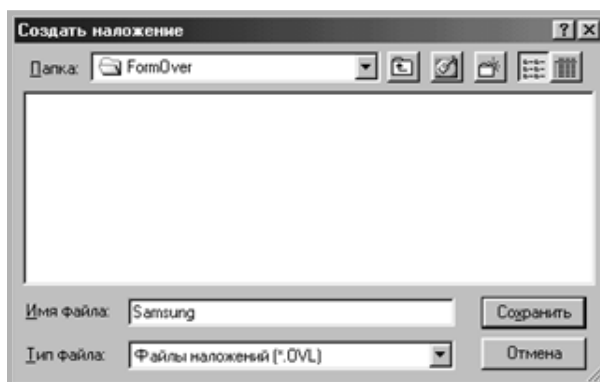 Создать наложение
Папка: FormOver
Имя файла: Samsung Сохранить
Тип файла: Файлы наложений (*.OVL) Отмена